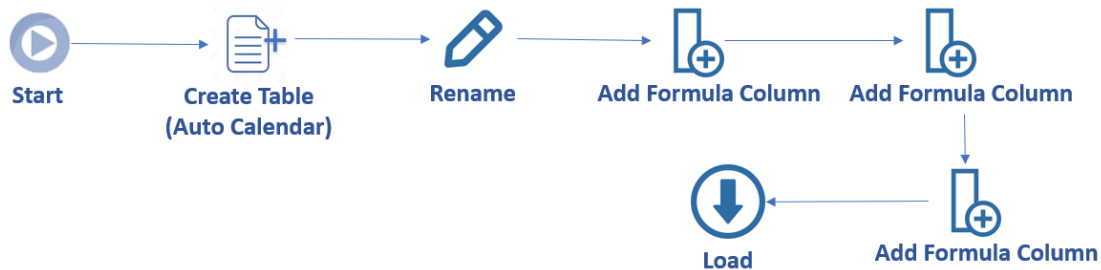 Start
Create Table
(Auto Calendar)
Rename
Add Formula Column
Add Formula Column
Add Formula Column
Load